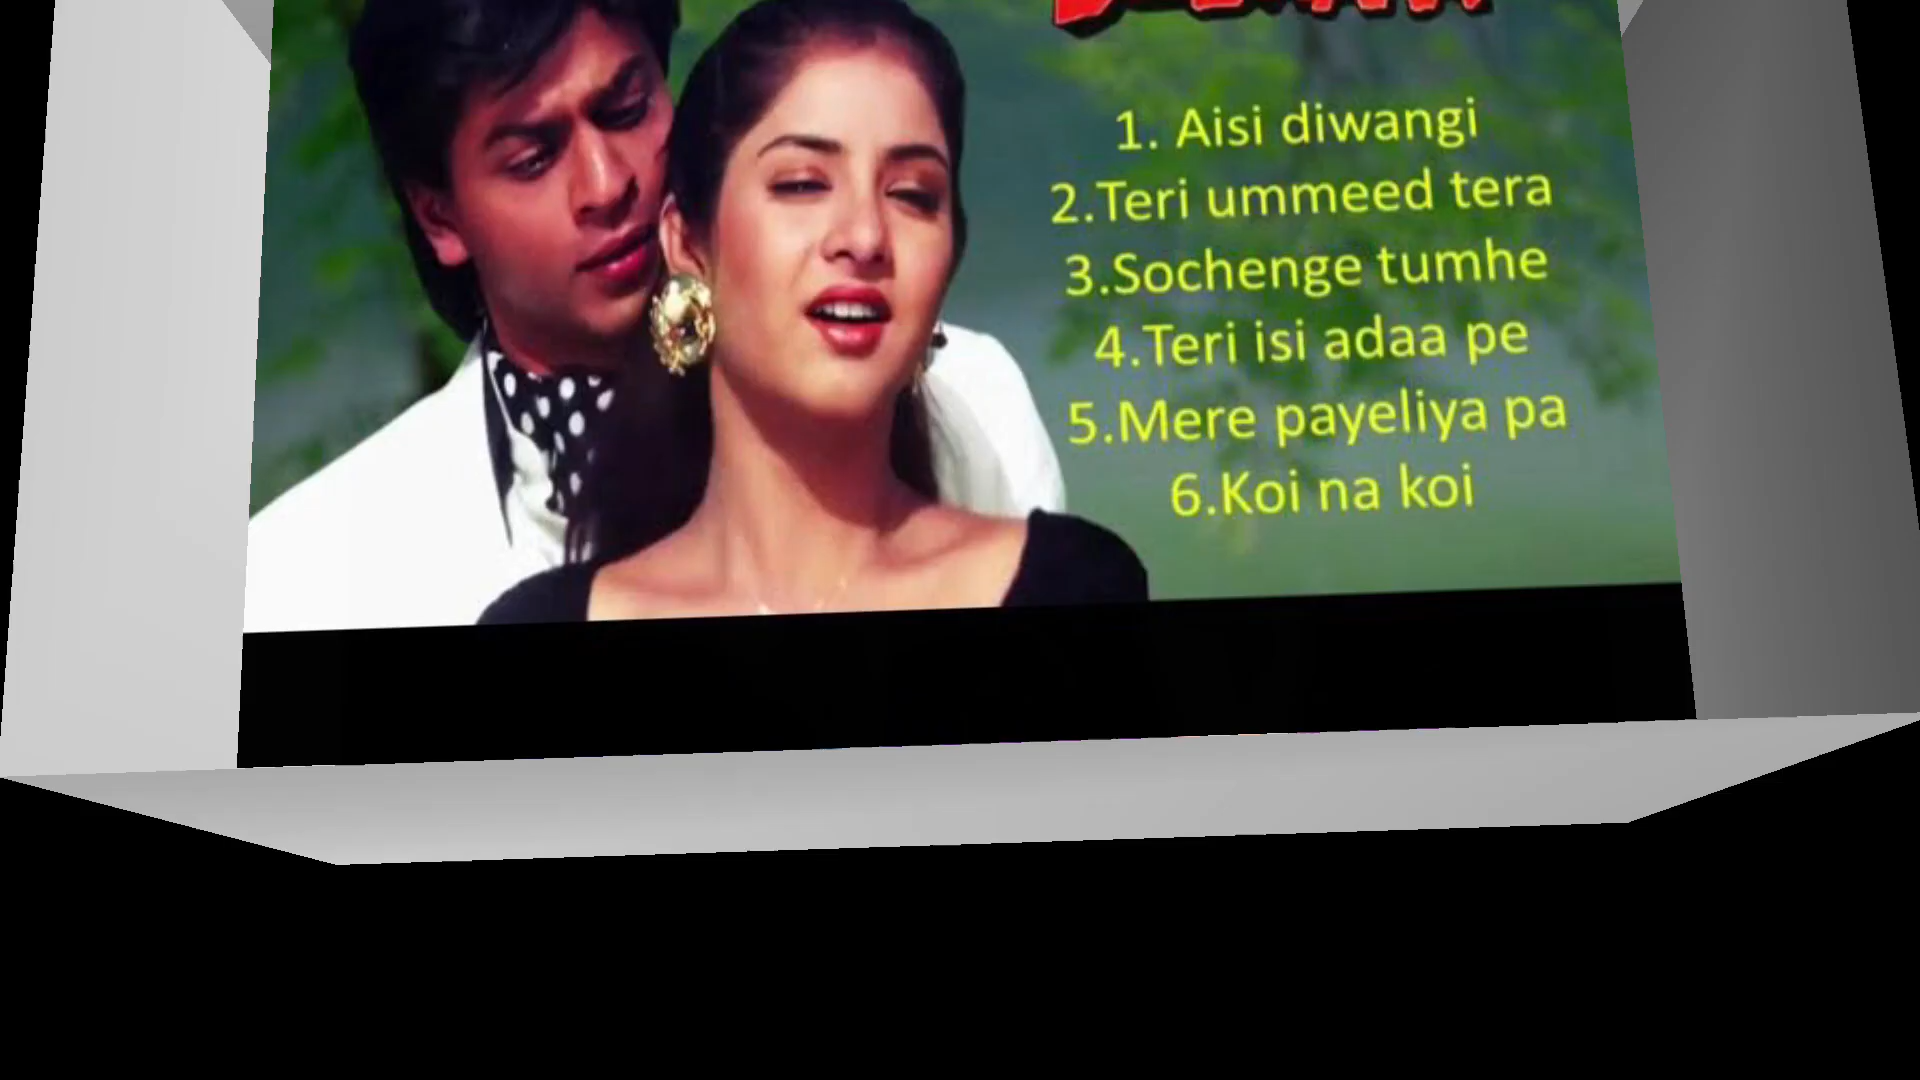 1. Aisi diwangi
2.Teri ummeed tera
3.Sochenge tumhe
4.Teri isi adaa pe
5.Mere payeliya pa
6.Koi na koi